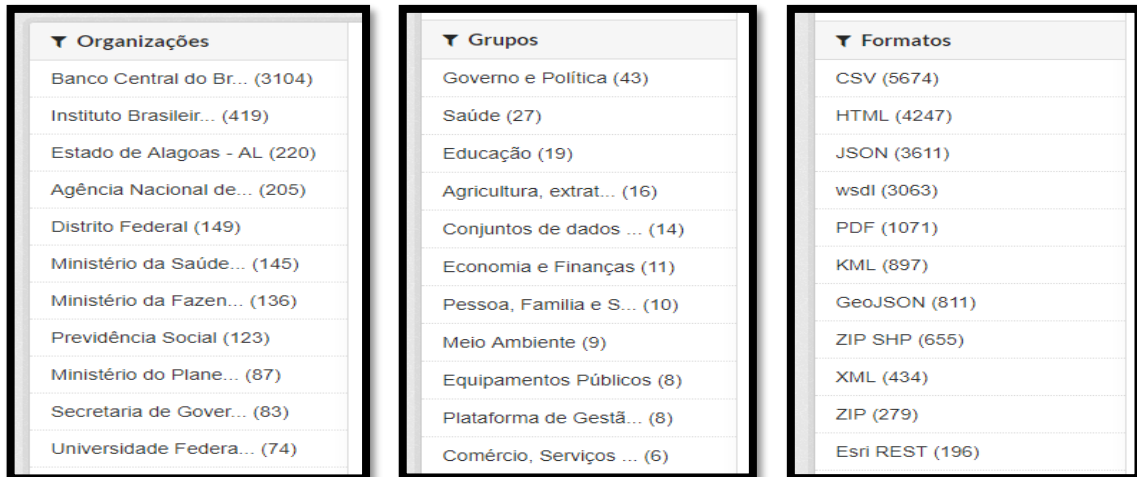 Organizações
Banco Central do Br... (3104)
Instituto Brasileir... (419)
Estado de Alagoas - AL (220)
Agência Nacional de... (205)
Distrito Federal (149)
Ministério da Saúde... (145)
Ministério da Fazen... (136)
Previdência Social (123)
Ministério do Plane... (87)
Secretaria de Gover... (83)
Universidade Federa... (74)
Grupos
Governo e Política (43)
Saúde (27)
Educação (19)
Agricultura, extrat... (16)
Conjuntos de dados ... (14)
Economia e Finanças (11)
Pessoa, Familia e S... (10)
Meio Ambiente (9)
Equipamentos Públicos (8)
Plataforma de Gestã... (8)
Comércio, Serviços ... (6)
Formatos
CSV (5674)
HTML (4247)
JSON (3611)
wsdl (3063)
PDF (1071)
KML (897)
GeoJSON (811)
ZIP SHP (655)
XML (434)
ZIP (279)
Esri REST (196)